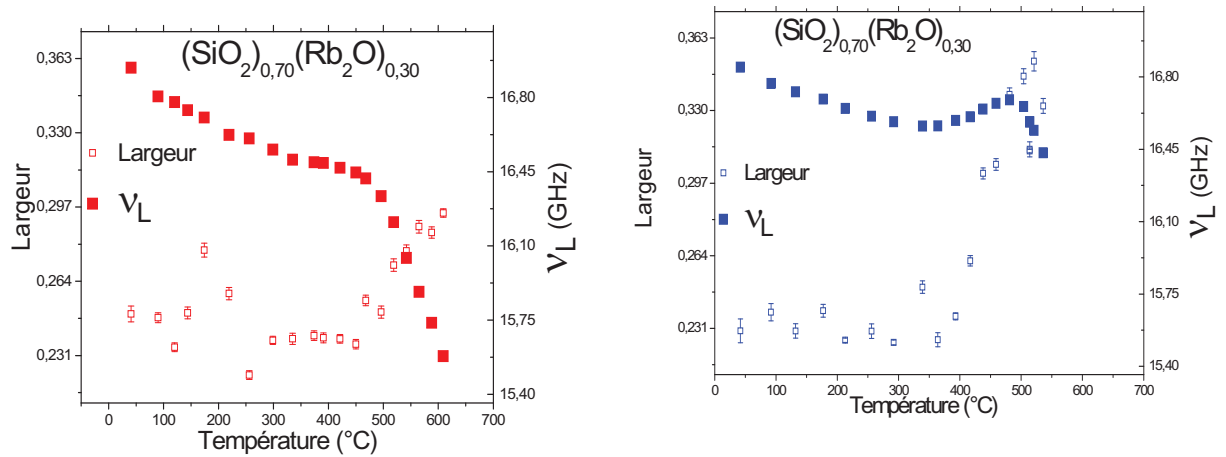 (SiO2)0,70(Rb2O)0,30
0,363
0,330
0,297
0,264
0,231
Largeur
Largeur
νL
16,80
16,45
16,10
15,75
15,40
νL (GHz)
0 100 200 300 400 500 600 700
Température (°C)
(SiO2)0,70(Rb2O)0,30
0,363
0,330
0,297
0,264
0,231
Largeur
Largeur
νL
16,80
16,45
16,10
15,75
15,40
νL (GHz)
0 100 200 300 400 500 600 700
Température (°C)